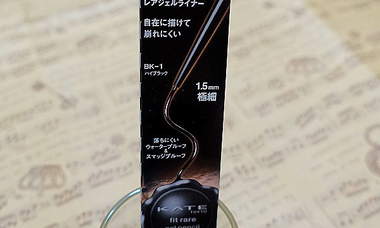 レアジェルライナー
自在に描けて
崩れにくい
BK-1
ハイブラック
1.5mm
極細
落ちにくい
ウォータープルーフ
&
スマッジプルーフ
KATE
TOKYO
fit rare
gel pencil